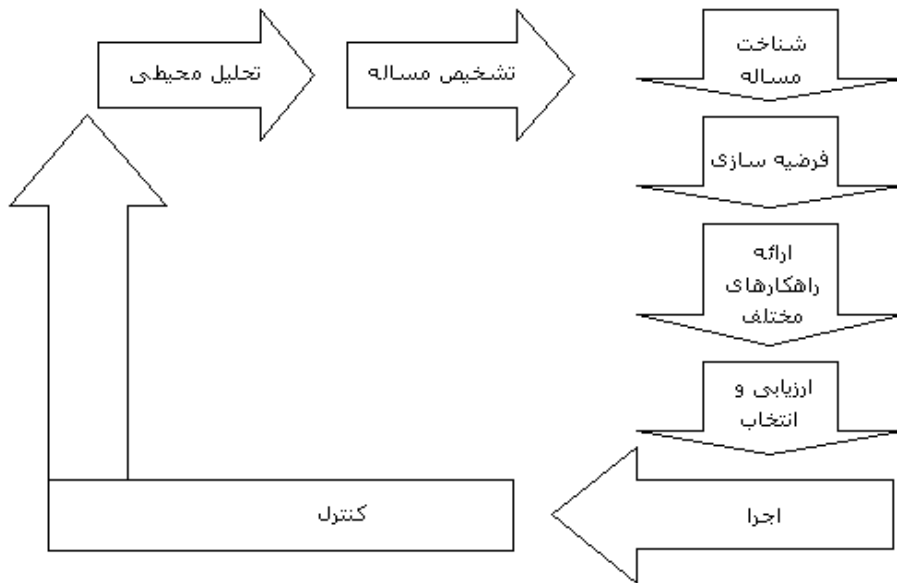 تحلیل محیطی
تشخیص مساله
شناخت
مساله
فرضیه سازی
ارائه
راهکارهای
مختلف
ارزیابی و
انتخاب
اجرا
کنترل